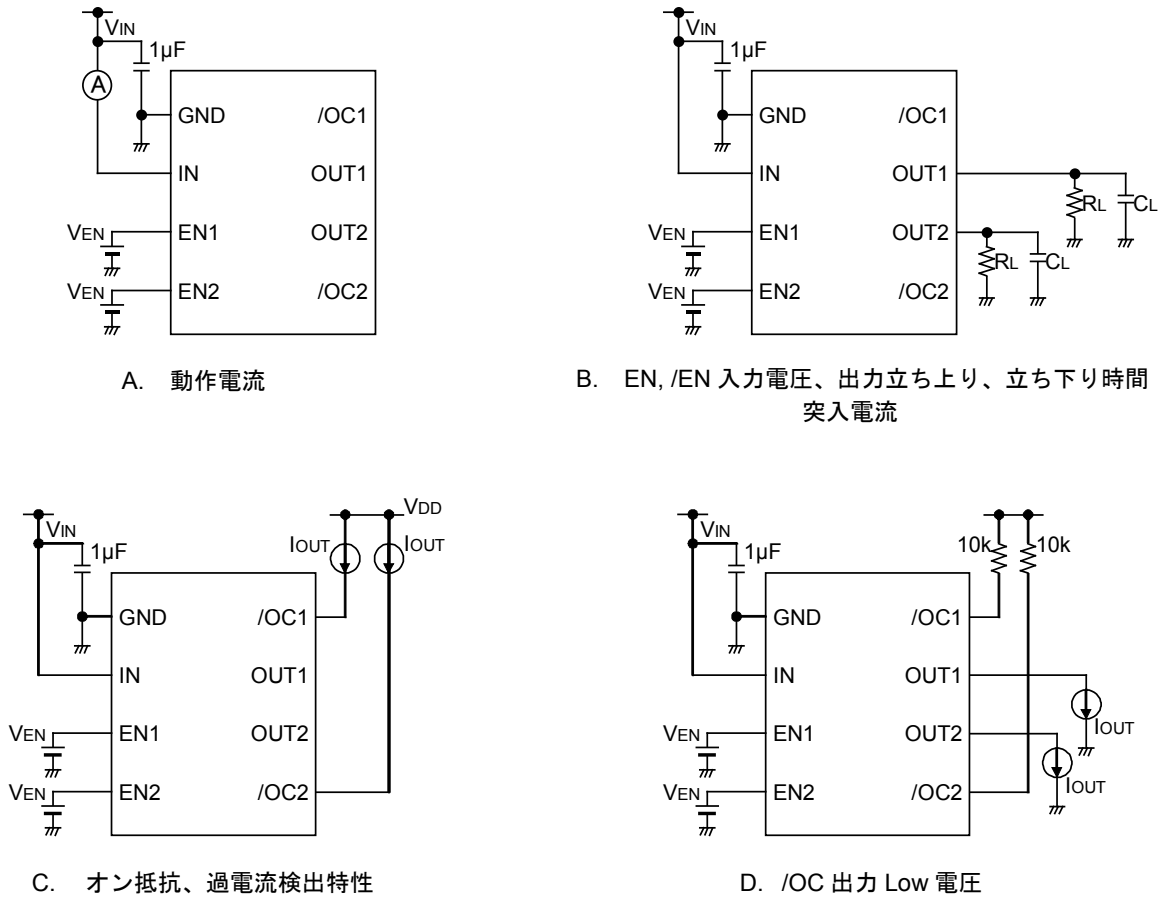 VIN
1µF
A
GND /OC1
IN OUT1
VEN EN1 OUT2
VEN EN2 /OC2
A. 動作電流
VIN
1µF
GND /OC1
IN OUT1
RL CL
VEN EN1 OUT2
RL CL
VEN EN2 /OC2
B. EN, /EN 入力電圧、出力立ち上り、立ち下り時間
突入電流
VIN
VDD
1µF
IOUT IOUT
GND /OC1
IN OUT1
VEN EN1 OUT2
VEN EN2 /OC2
C. オン抵抗、過電流検出特性
VIN
1µF
10k 10k
GND /OC1
IN OUT1
IOUT
VEN EN1 OUT2
IOUT
VEN EN2 /OC2
D. /OC 出力 Low 電圧